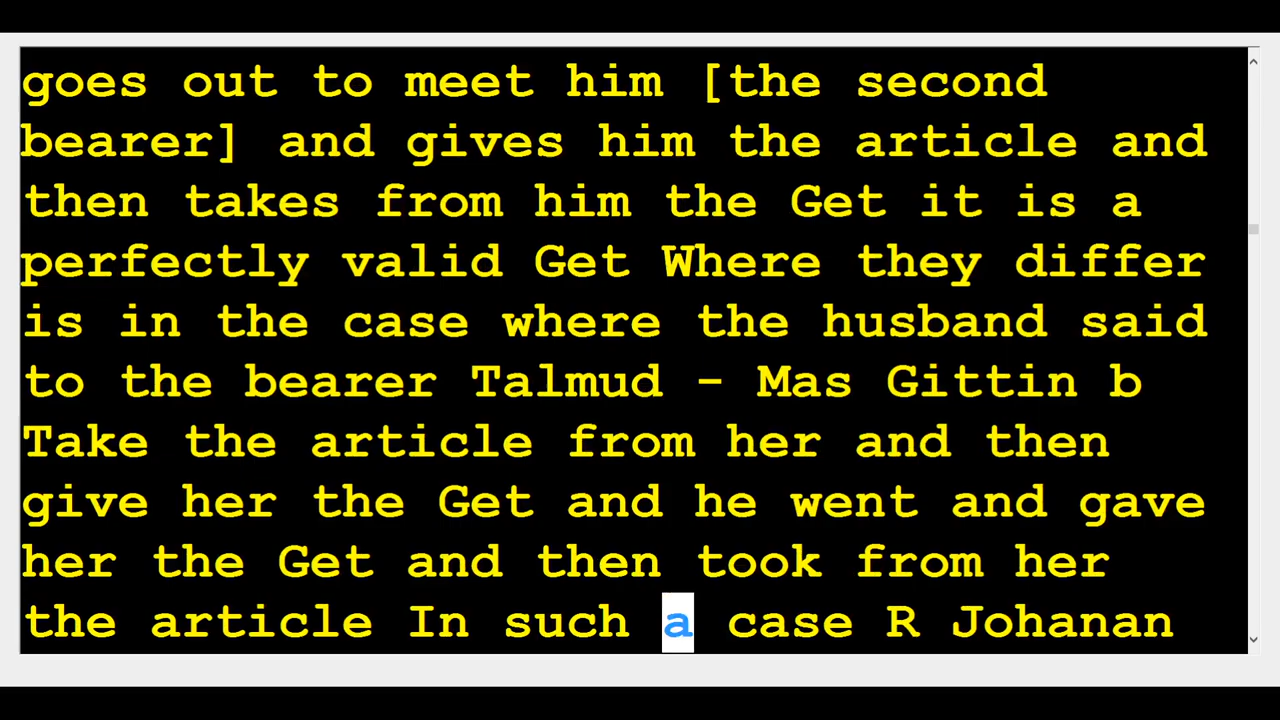 goes out to meet him [the second
bearer] and gives him the article and
then takes from him the Get it is a
perfectly valid Get Where they differ
is in the case where the husband said
to the bearer Talmud - Mas Gittin b
Take the article from her and then
give her the Get and he went and gave
her the Get and then took from her
the article In such a case R Johanan